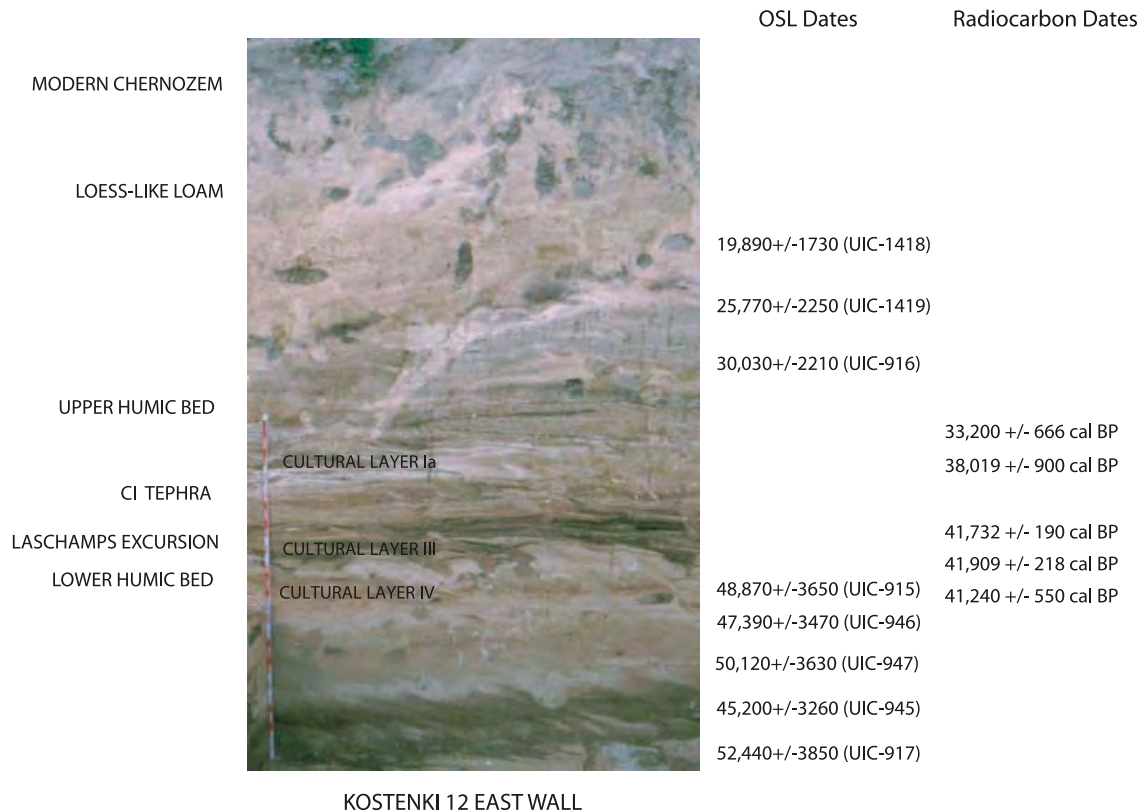 OSL Dates
Radiocarbon Dates
MODERN CHERNOZEM
LOESS-LIKE LOAM
19,890+/-1730 (UIC-1418)
25,770+/-2250 (UIC-1419)
30,030+/-2210 (UIC-916)
UPPER HUMIC BED
33,200 +/- 666 cal BP
CULTURAL LAYER Ia
38,019 +/- 900 cal BP
CI TEPHRA
LASCHAMPS EXCURSION
41,732 +/- 190 cal BP
CULTURAL LAYER III
41,909 +/- 218 cal BP
LOWER HUMIC BED
CULTURAL LAYER IV
48,870+/-3650 (UIC-915)
41,240 +/- 550 cal BP
47,390+/-3470 (UIC-946)
50,120+/-3630 (UIC-947)
45,200+/-3260 (UIC-945)
52,440+/-3850 (UIC-917)
KOSTENKI 12 EAST WALL